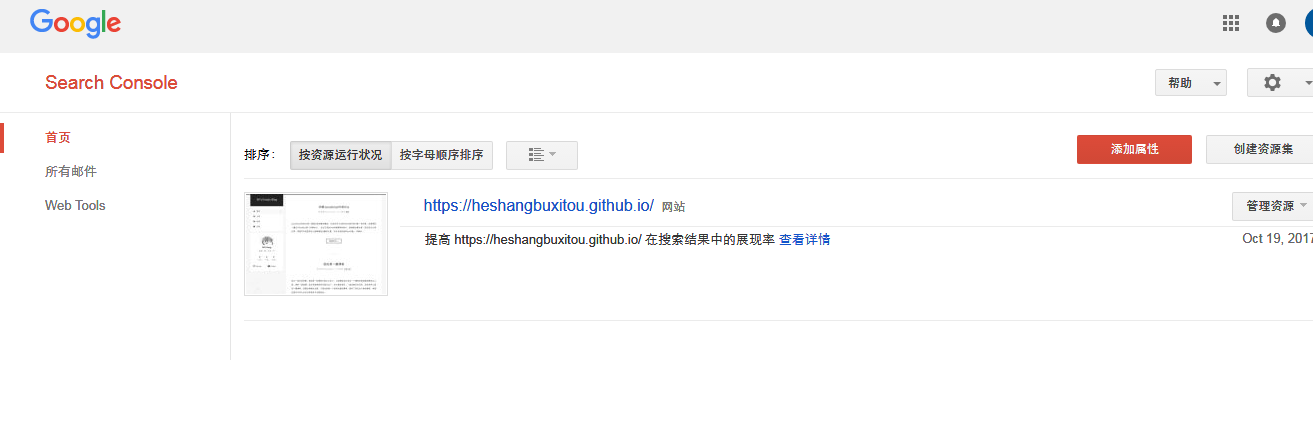 Google
Search Console
帮助
首页
所有邮件
Web Tools
排序：
按资源运行状况
按字母顺序排序
添加属性
创建资源集
https://heshangbuxitou.github.io/ 网站
管理资源
提高 https://heshangbuxitou.github.io/ 在搜索结果中的展现率 查看详情
Oct 19, 2017